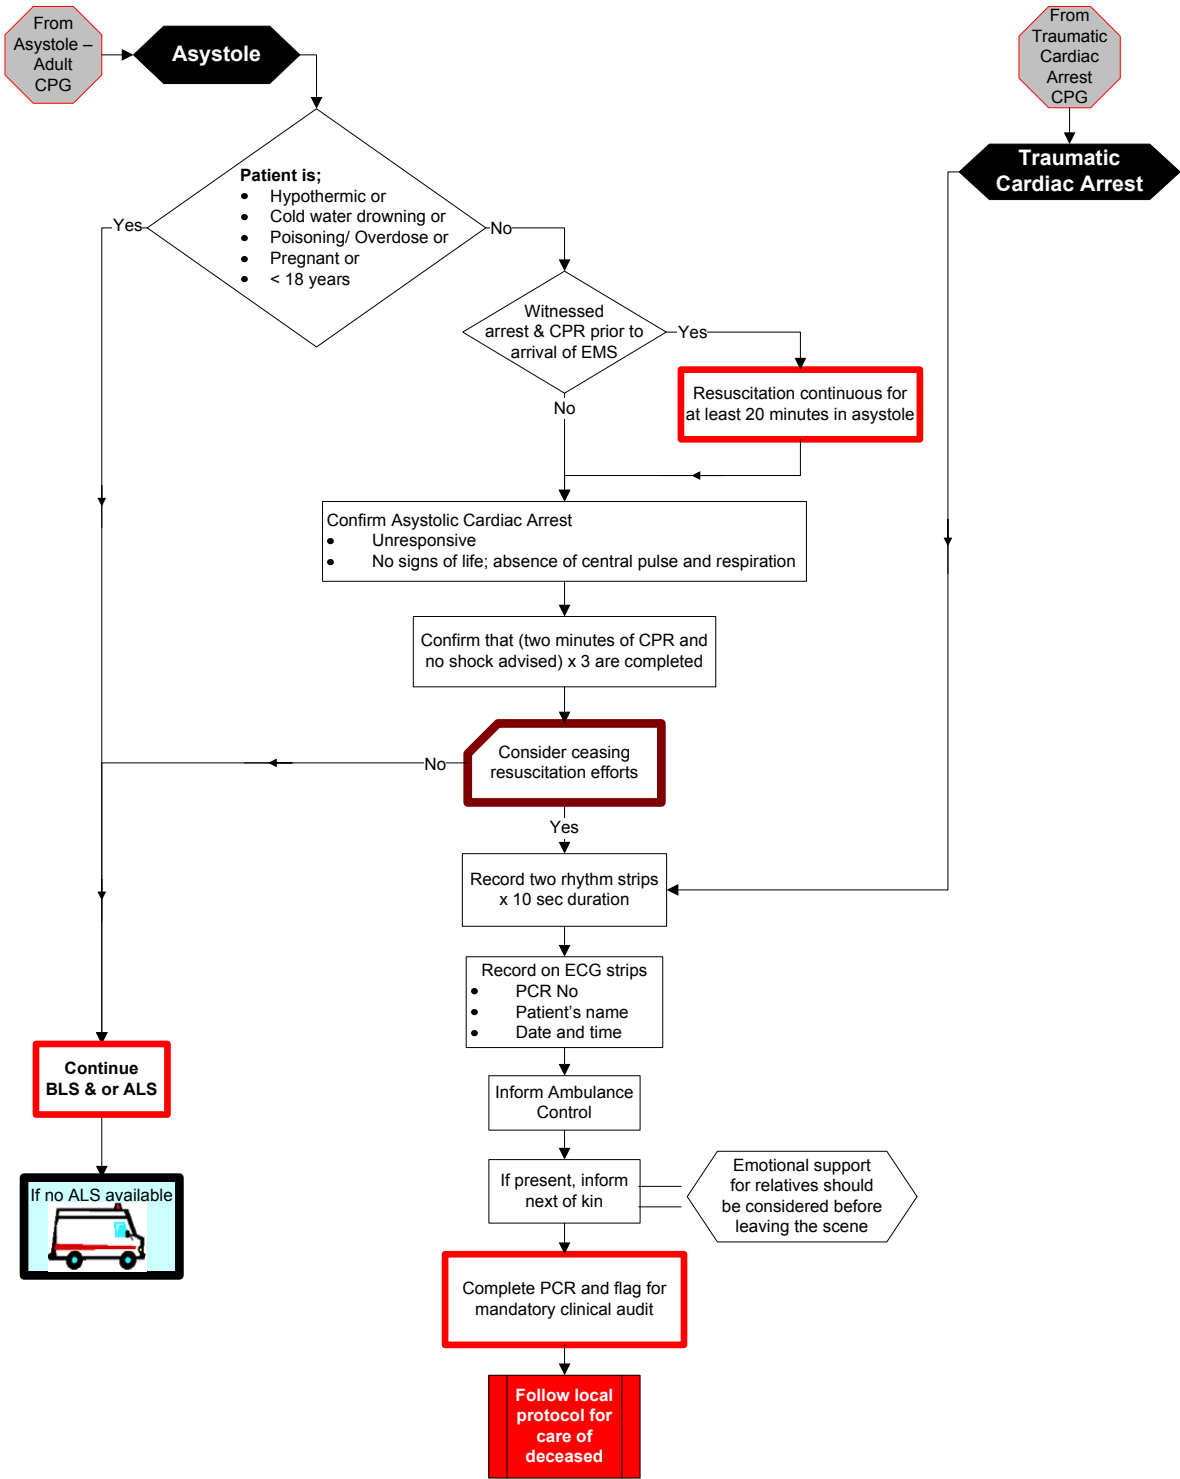 From
Asystole –
Adult
CPG
Asystole
From
Traumatic
Cardiac
Arrest
CPG
Traumatic
Cardiac Arrest
Patient is;
• Hypothermic or
• Cold water drowning or
• Poisoning/ Overdose or
• Pregnant or
• < 18 years
Yes
No
Witnessed
arrest & CPR prior to
arrival of EMS
Yes
No
Resuscitation continuous for
at least 20 minutes in asystole
Confirm Asystolic Cardiac Arrest
• Unresponsive
• No signs of life; absence of central pulse and respiration
Confirm that (two minutes of CPR and
no shock advised) x 3 are completed
Consider ceasing
resuscitation efforts
No
Yes
Record two rhythm strips
x 10 sec duration
Record on ECG strips
• PCR No
• Patient's name
• Date and time
Continue
BLS & or ALS
Inform Ambulance
Control
If no ALS available
If present, inform
next of kin
Emotional support
for relatives should
be considered before
leaving the scene
Complete PCR and flag for
mandatory clinical audit
Follow local
protocol for
care of
deceased